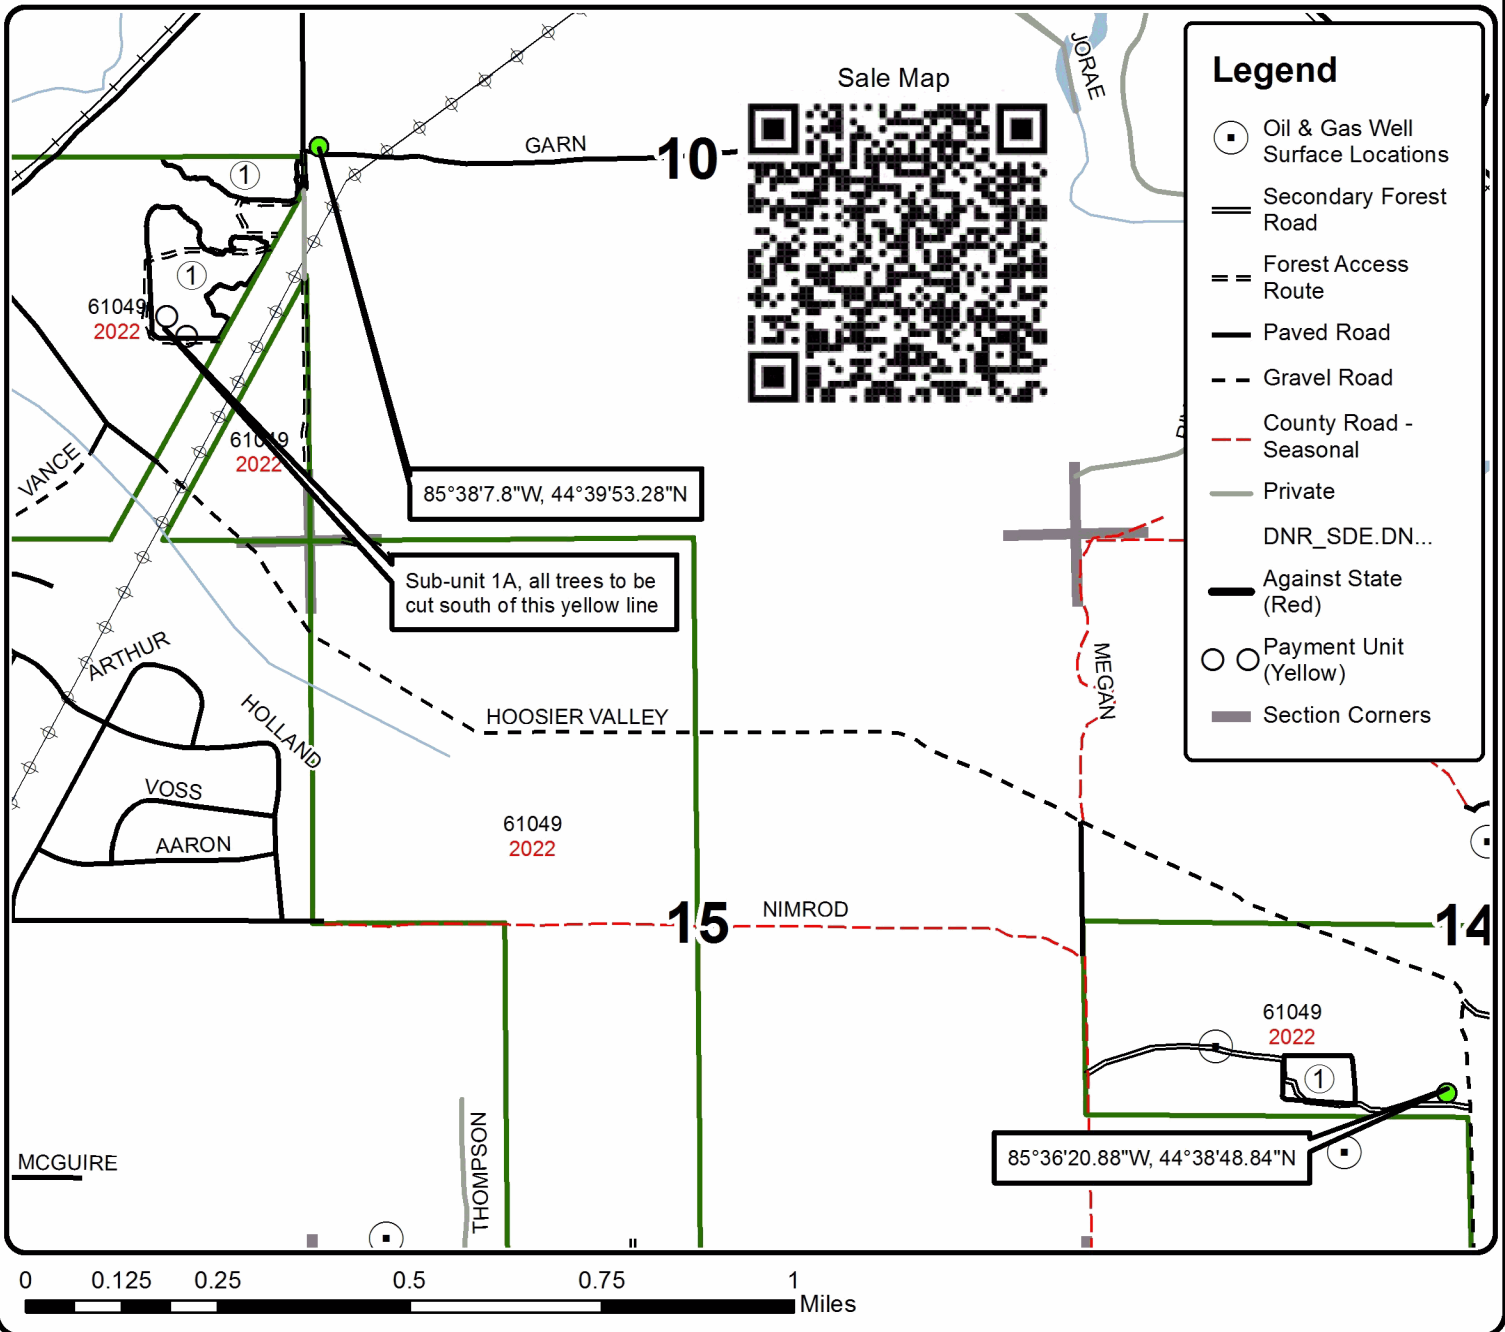 Sale Map
JORAE
GARN
10
1
1
61049
2022
61049
2022
VANCE
85°38'7.8"W, 44°39'53.28"N
Sub-unit 1A, all trees to be
cut south of this yellow line
ARTHUR
HOLLAND
HOOSIER VALLEY
MEGAN
VOSS
AARON
61049
2022
15
NIMROD
14
61049
2022
1
85°36'20.88"W, 44°38'48.84"N
MCGUIRE
THOMPSON
Legend
Oil & Gas Well
Surface Locations
Secondary Forest
Road
Forest Access
Route
Paved Road
Gravel Road
County Road -
Seasonal
Private
DNR_SDE.DN...
Against State
(Red)
Payment Unit
(Yellow)
Section Corners
0 0.125 0.25 0.5 0.75 1
Miles